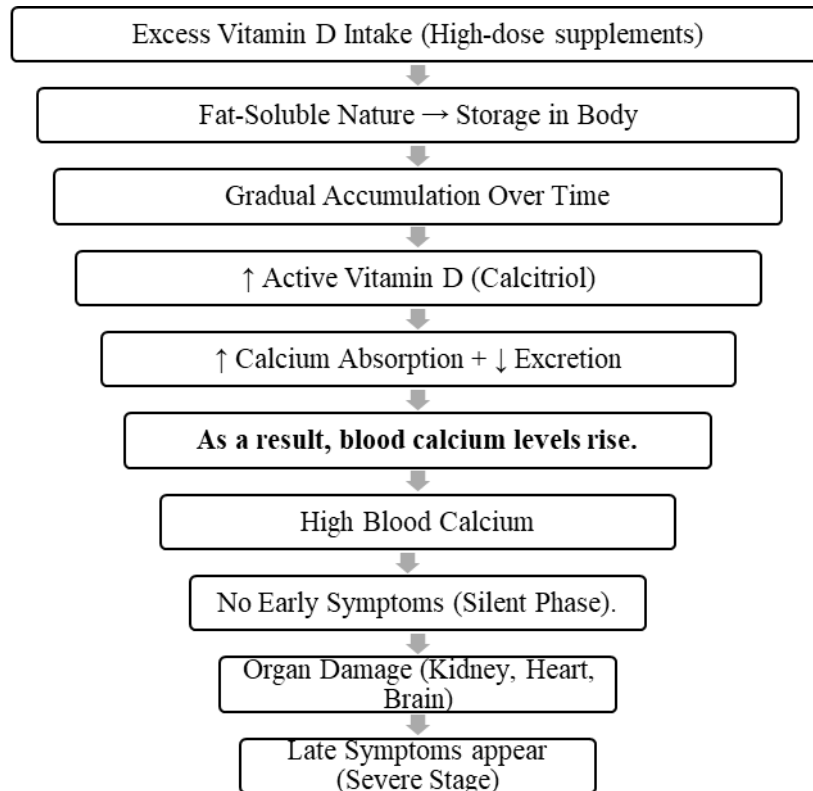 Excess Vitamin D Intake (High-dose supplements)
Fat-Soluble Nature → Storage in Body
Gradual Accumulation Over Time
↑ Active Vitamin D (Calcitriol)
↑ Calcium Absorption + ↓ Excretion
As a result, blood calcium levels rise.
High Blood Calcium
No Early Symptoms (Silent Phase).
Organ Damage (Kidney, Heart,
Brain)
Late Symptoms appear
(Severe Stage)